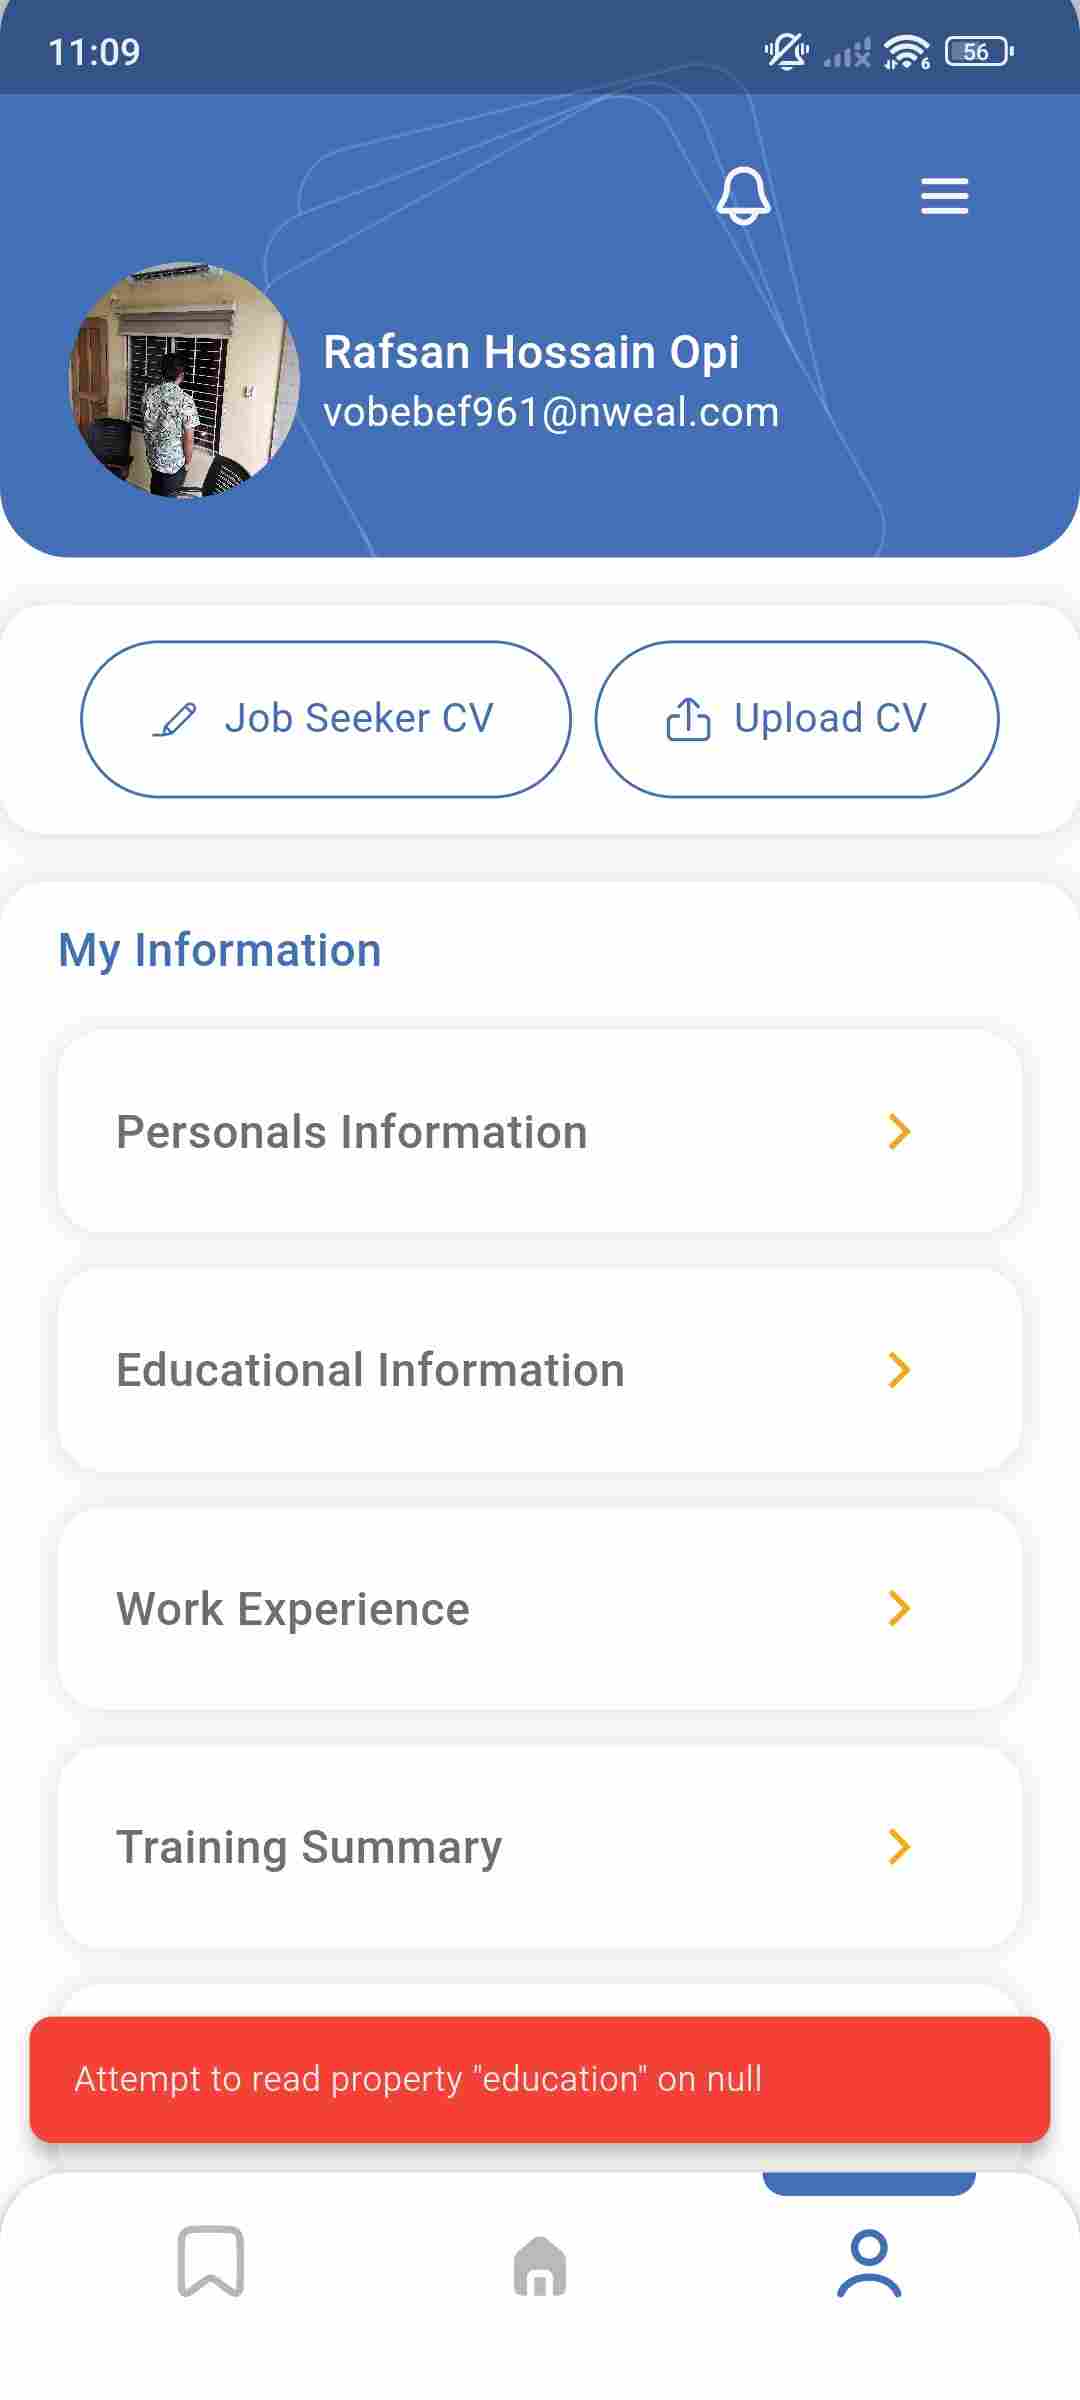 11:09
6
56
Rafsan Hossain Opi
vobebef961@nweal.com
Job Seeker CV
Upload CV
My Information
Personals Information
Educational Information
Work Experience
Training Summary
Attempt to read property "education" on null